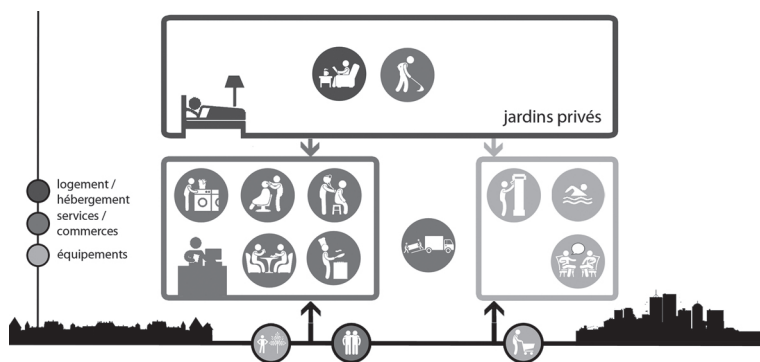 jardins privés
logement /
hébergement
services /
commerces
équipements